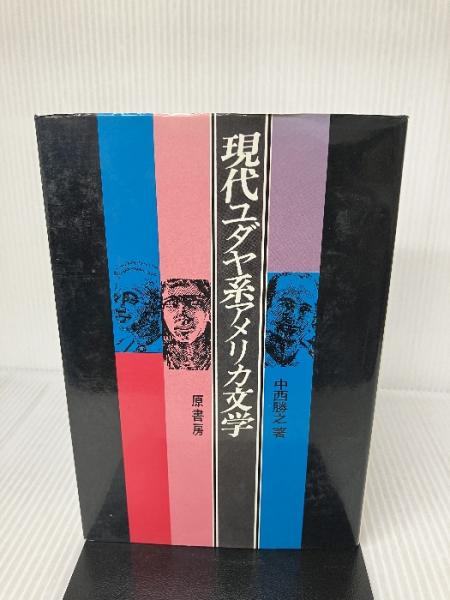 現代ユダヤ系アメリカ文学
中西勝之 著
原書房